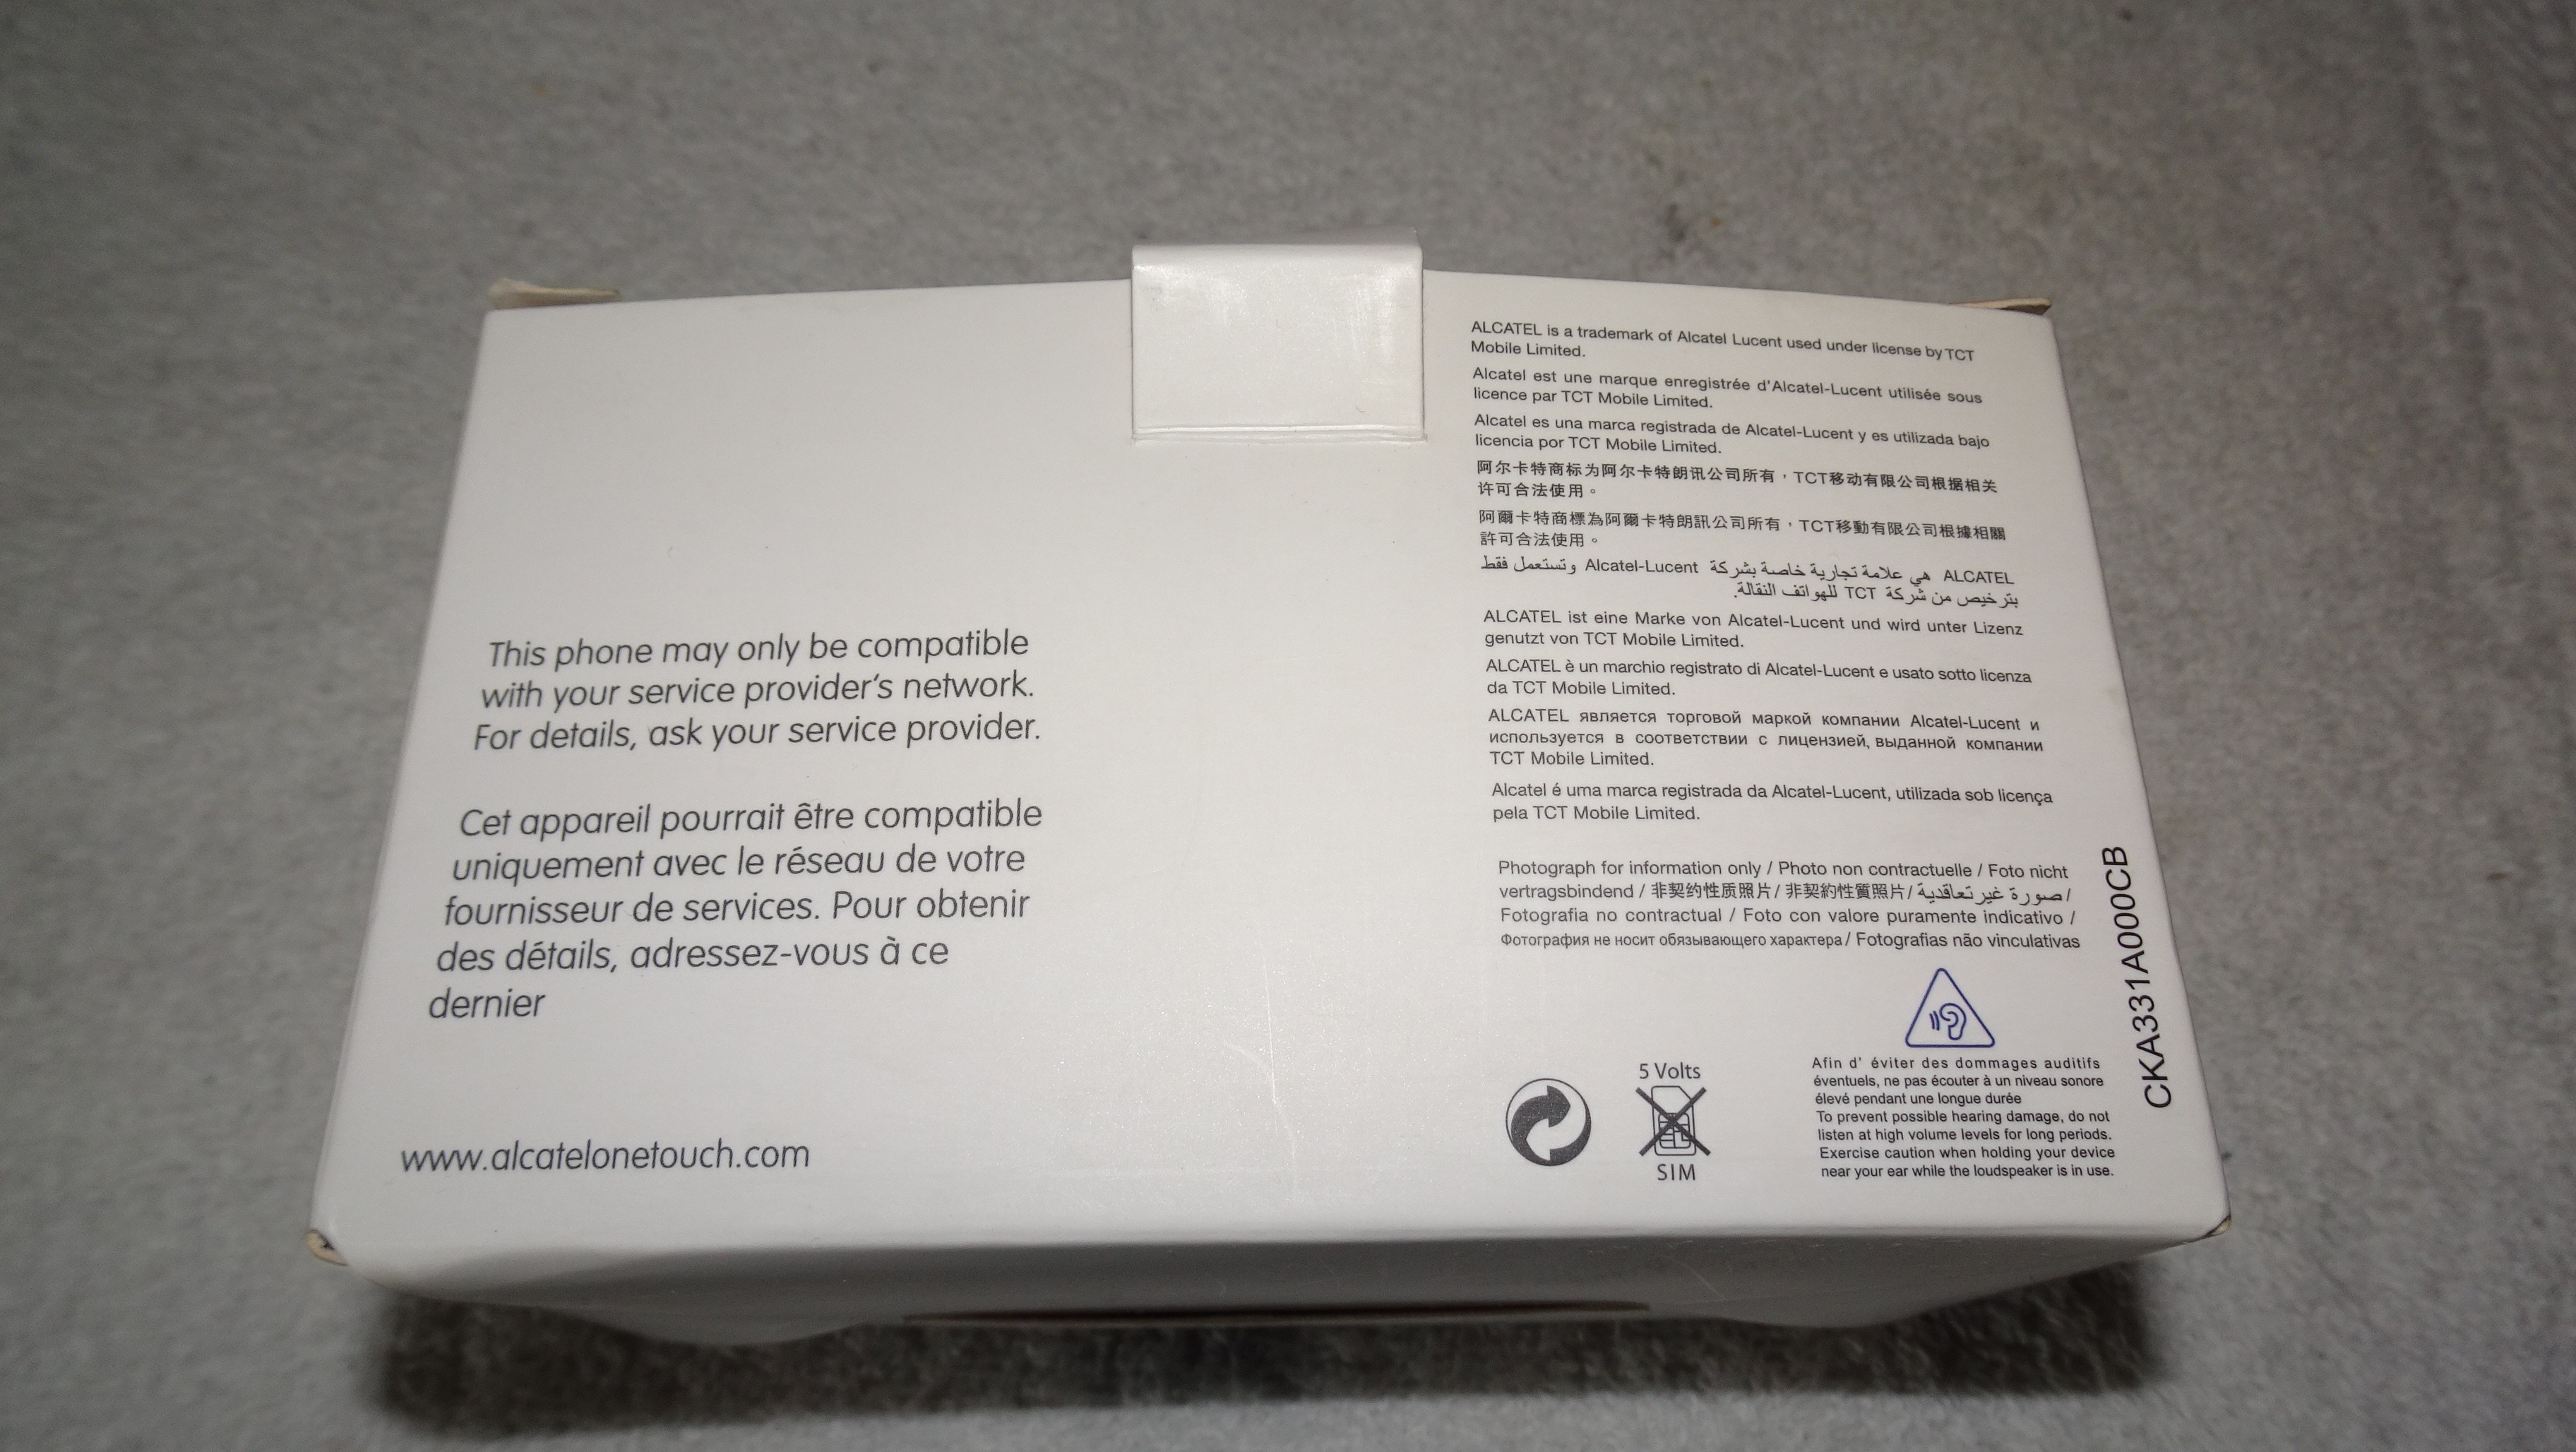 This phone may only be compatible
with your service provider's network.
For details, ask your service provider.
Cet appareil pourrait être compatible
uniquement avec le réseau de votre
fournisseur de services. Pour obtenir
des détails, adressez-vous à ce
dernier
www.alcatelonetouch.com
ALCATEL is a trademark of Alcatel Lucent used under license by TCT
Mobile Limited.
Alcatel est une marque enregistrée d'Alcatel-Lucent utilisée sous
licence par TCT Mobile Limited.
Alcatel es una marca registrada de Alcatel-Lucent y es utilizada bajo
licencia por TCT Mobile Limited.
阿尔卡特商标为阿尔卡特朗讯公司所有，TCT移动有限公司根据相关
许可合法使用。
阿爾卡特商標為阿爾卡特朗訊公司所有，TCT移動有限公司根據相關
許可合法使用。
ALCATEL هي علامة تجارية خاصة بشركة Alcatel-Lucent وتستعمل فقط
بترخيص من شركة TCT للهواتف النقالة.
ALCATEL ist eine Marke von Alcatel-Lucent und wird unter Lizenz
genutzt von TCT Mobile Limited.
ALCATEL è un marchio registrato di Alcatel-Lucent e usato sotto licenza
da TCT Mobile Limited.
ALCATEL является торговой маркой компании Alcatel-Lucent и
используется в соответствии с лицензией, выданной компании
TCT Mobile Limited.
Alcatel é uma marca registrada da Alcatel-Lucent, utilizada sob licença
pela TCT Mobile Limited.
Photograph for information only / Photo non contractuelle / Foto nicht
vertragsbindend / 非契约性质照片 / 非契約性質照片 / صورة غير تعاقدية /
Fotografia no contractual / Foto con valore puramente indicativo /
Фотография не носит обязывающего характера / Fotografias não vinculativas
5 Volts
SIM
Afin d' éviter des dommages auditifs
éventuels, ne pas écouter à un niveau sonore
élevé pendant une longue durée
To prevent possible hearing damage, do not
listen at high volume levels for long periods.
Exercise caution when holding your device
near your ear while the loudspeaker is in use.
CKA331A000CB